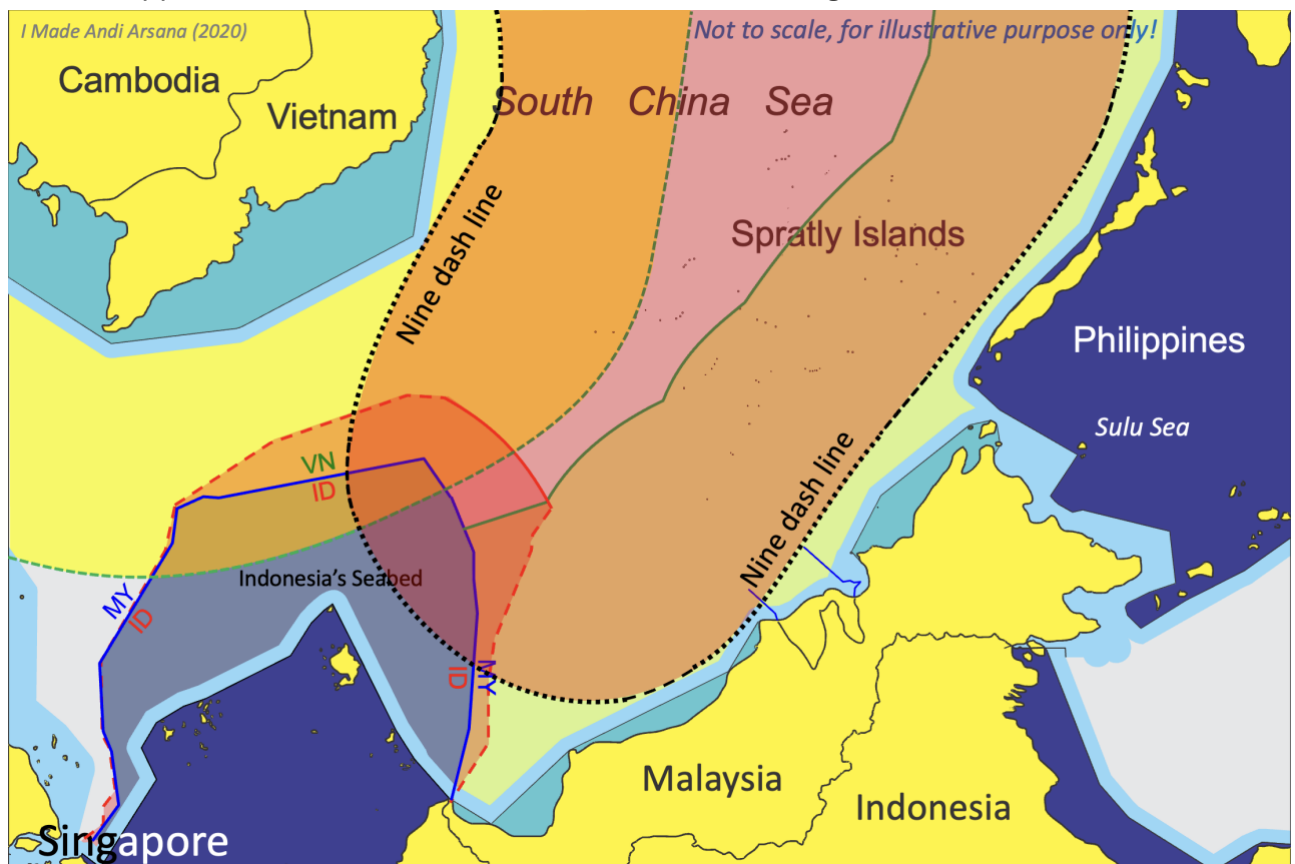 I Made Andi Arsana (2020)
Not to scale, for illustrative purpose only!
Cambodia
Vietnam
South China Sea
Nine dash line
Spratly Islands
Philippines
Sulu Sea
VN
ID
Nine dash line
Indonesia's Seabed
MY
ID
MY
ID
Malaysia
Indonesia
Singapore